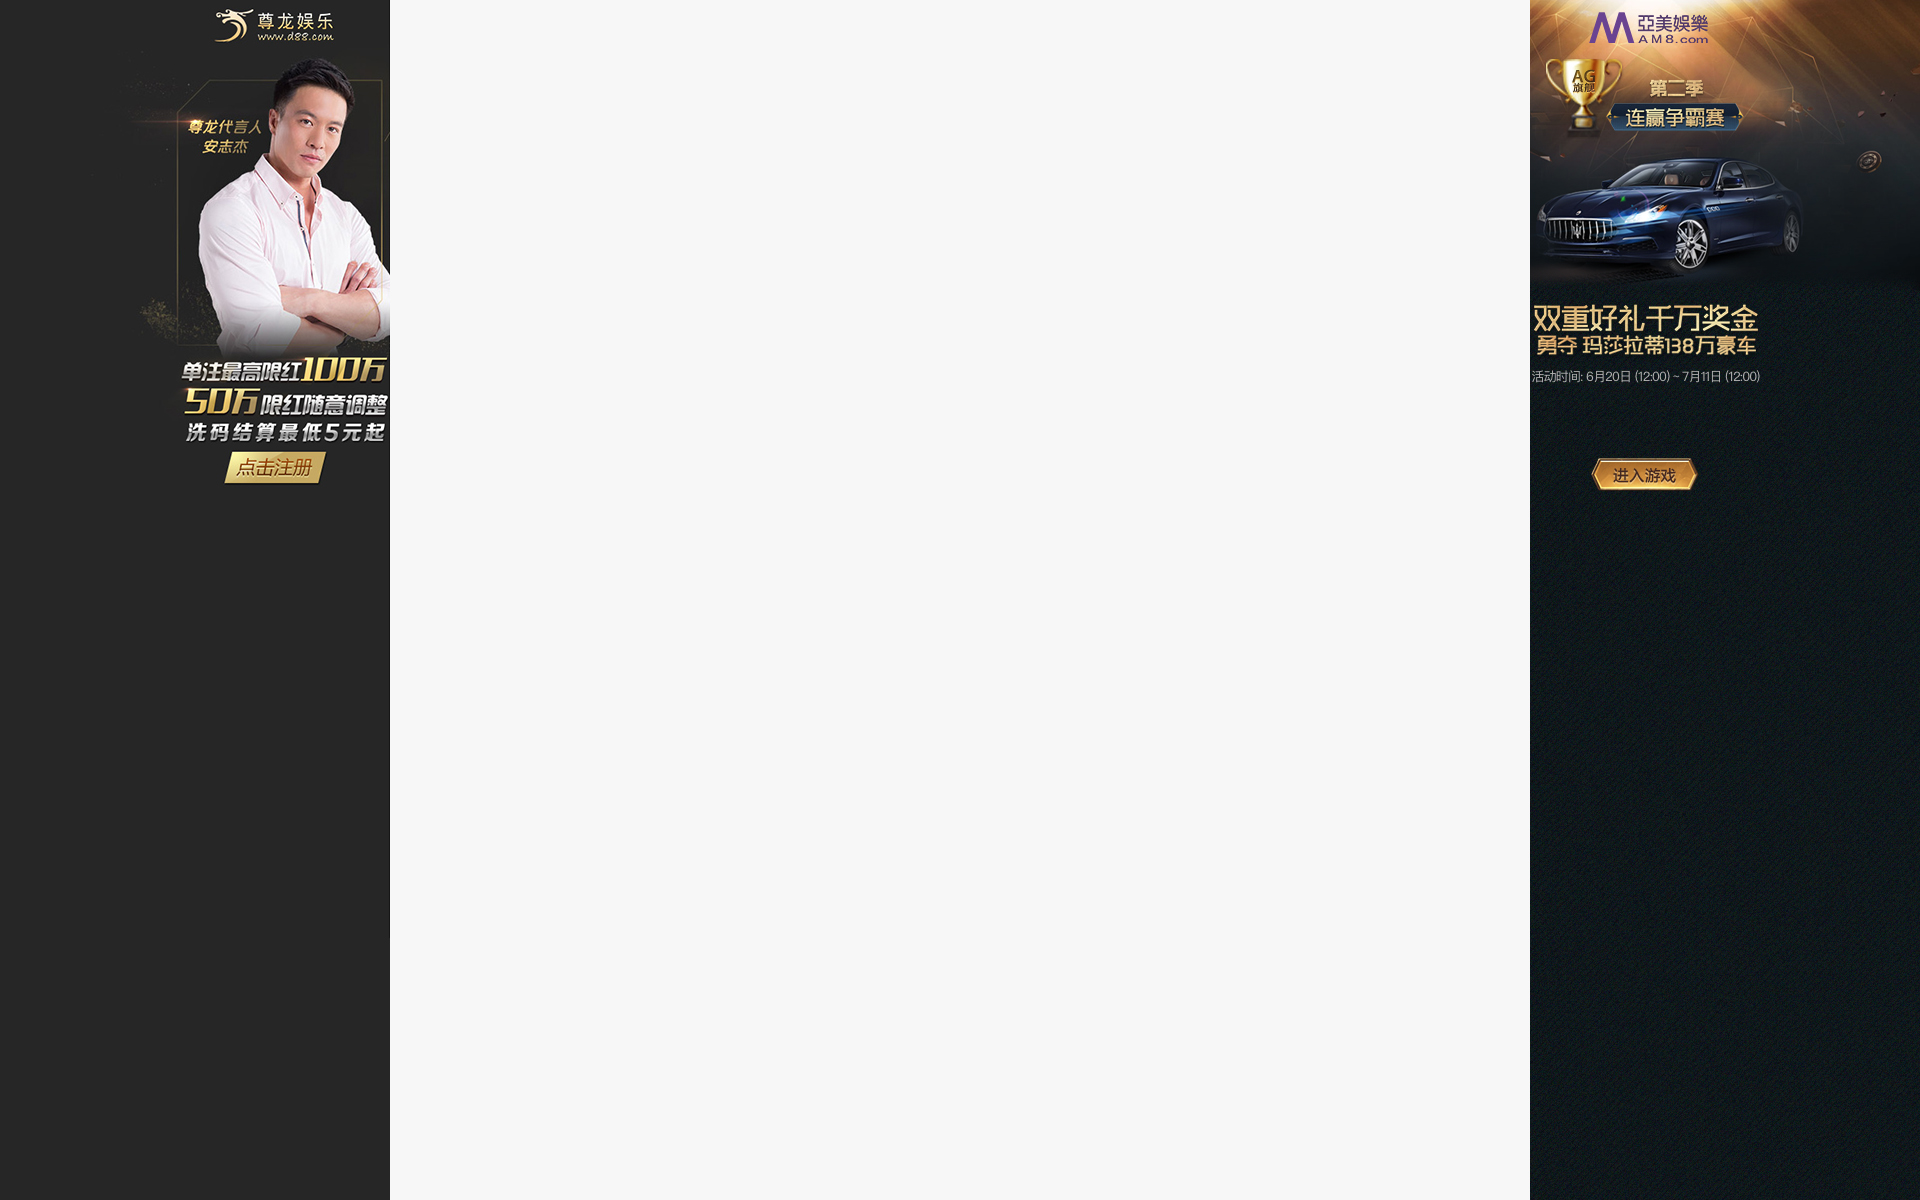 尊龙娱乐
www.d88.com
尊龙代言人
安志杰
单注最高限红100万
50万限红随意调整
洗码结算最低5元起
点击注册
亞美娛樂
AM8.com
AG
旗舰
第二季
连赢争霸赛
双重好礼千万奖金
勇夺 玛莎拉蒂138万豪车
活动时间: 6月20日 (12:00) ~ 7月11日 (12:00)
进入游戏